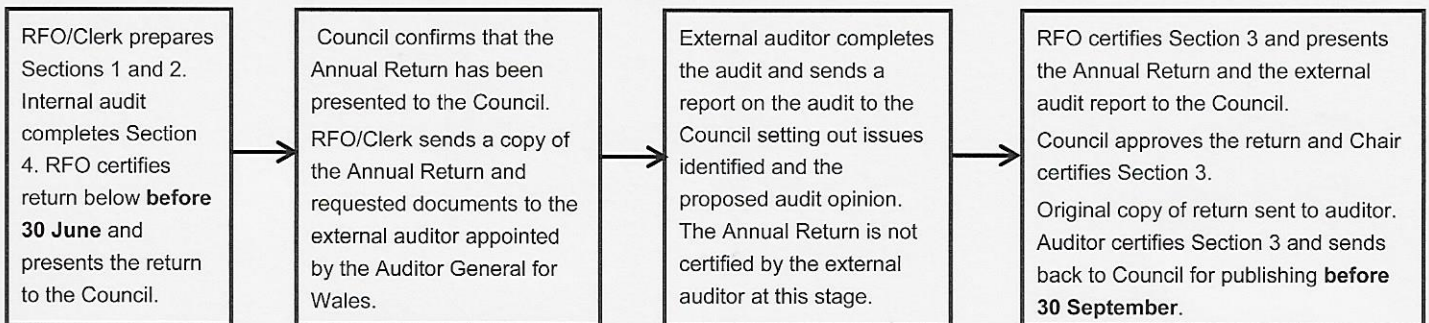 RFO/Clerk prepares
Sections 1 and 2.
Internal audit
completes Section
4. RFO certifies
return below before
30 June and
presents the return
to the Council.
Council confirms that the
Annual Return has been
presented to the Council.
RFO/Clerk sends a copy of
the Annual Return and
requested documents to the
external auditor appointed
by the Auditor General for
Wales.
External auditor completes
the audit and sends a
report on the audit to the
Council setting out issues
identified and the
proposed audit opinion.
The Annual Return is not
certified by the external
auditor at this stage.
RFO certifies Section 3 and presents
the Annual Return and the external
audit report to the Council.
Council approves the return and Chair
certifies Section 3.
Original copy of return sent to auditor.
Auditor certifies Section 3 and sends
back to Council for publishing before
30 September.